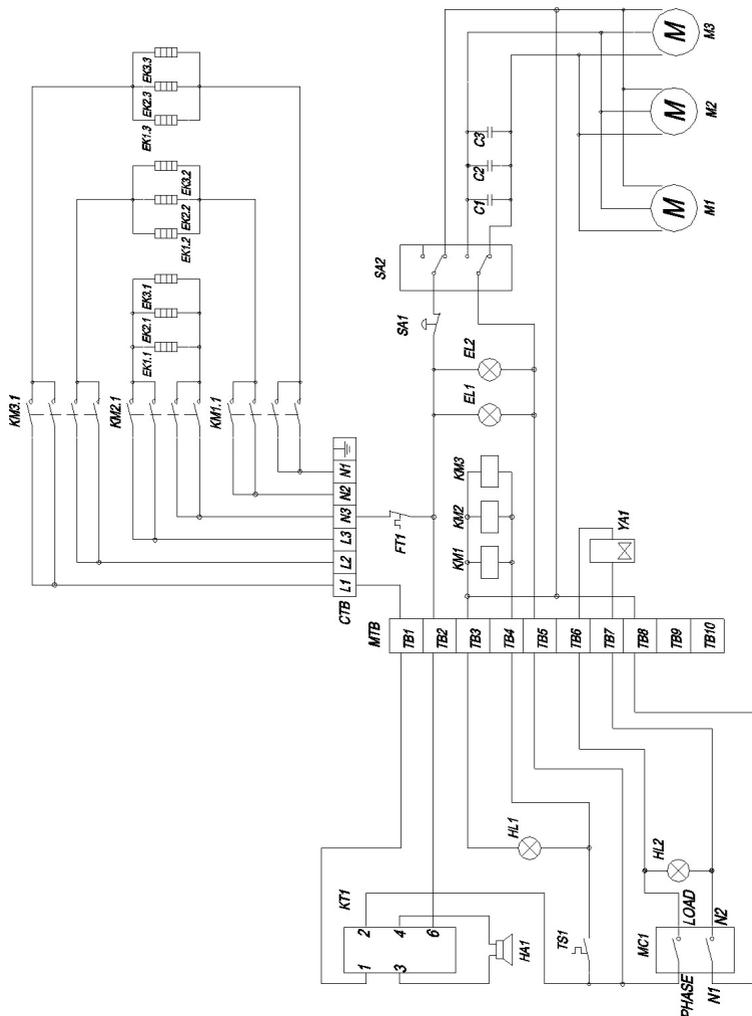 M3
M
M2
M
M1
M
EK3.3
EK2.3
EK1.3
EK3.2
EK2.2
EK1.2
EK3.1
EK2.1
EK1.1
C3
C2
C1
SA2
SA1
KM3.1
KM2.1
KM1.1
EL2
EL1
N1
N2
N3
L3
L2
L1
CTB
FT1
KM3
KM2
KM1
YA1
MTB
TB1
TB2
TB3
TB4
TB5
TB6
TB7
TB8
TB9
TB10
HL1
HL2
KT1
2
4
6
1
3
HA1
TS1
MC1
LOAD
N2
PHASE
N1